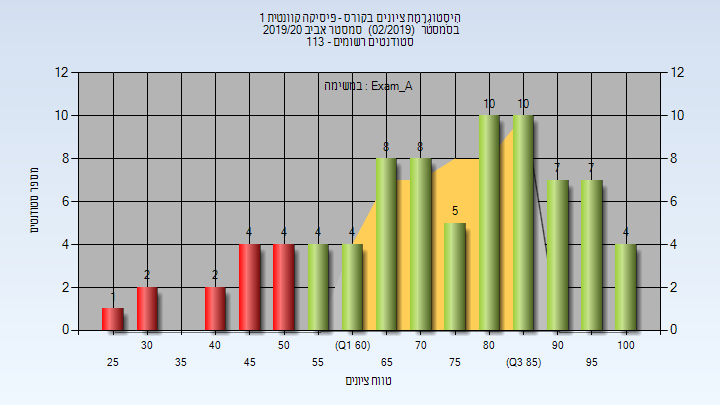 היסטוגרמת ציונים בקורס - פיסיקה קוונטית 1
בסמסטר (02/2019) סמסטר אביב 2019/20
סטודנטים רשומים - 113
במשימה : Exam_A
מספר סטודנטים
12 12
10 10
8 8
6 6
4 4
2 2
0 0
1 2 2 4 4 4 4 8 8 5 10 10 7 7 4
30 40 50 (Q1 60) 70 80 90 100
25 35 45 55 65 75 (Q3 85) 95
טווח ציונים